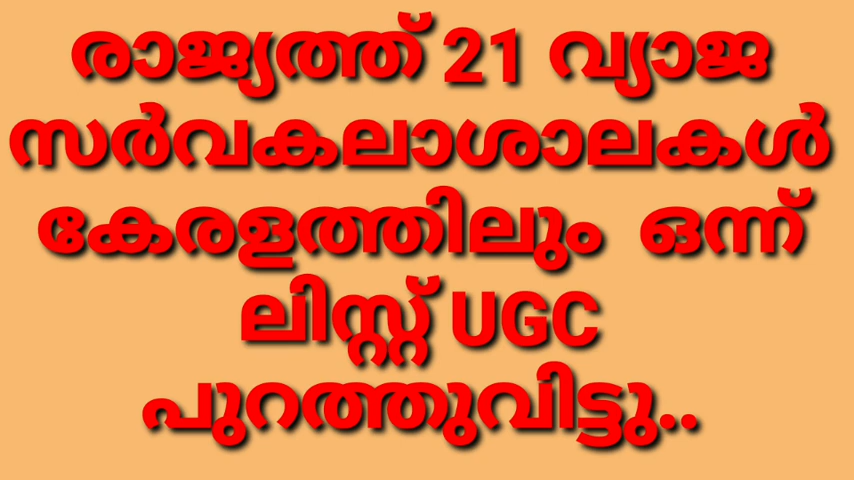 രാജ്യത്ത് 21 വ്യാജ
സർവകലാശാലകൾ
കേരളത്തിലും ഒന്ന്
ലിസ്റ്റ് UGC
പുറത്തുവിട്ടു..